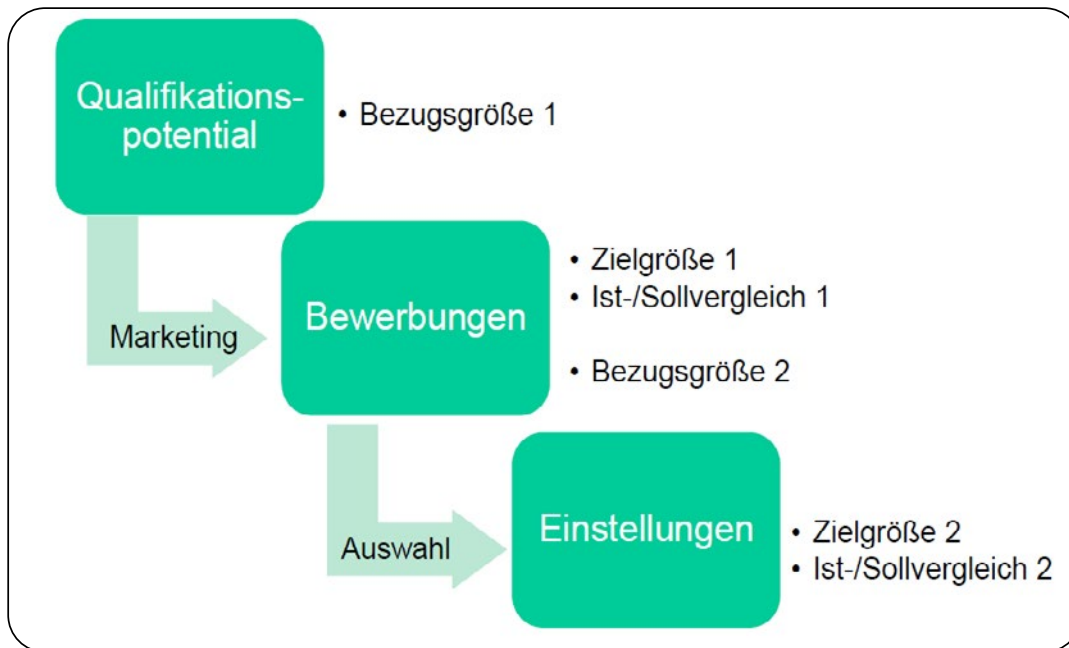 Qualifikations-
potential
• Bezugsgröße 1
Marketing
Bewerbungen
• Zielgröße 1
• Ist-/Sollvergleich 1
• Bezugsgröße 2
Auswahl
Einstellungen
• Zielgröße 2
• Ist-/Sollvergleich 2